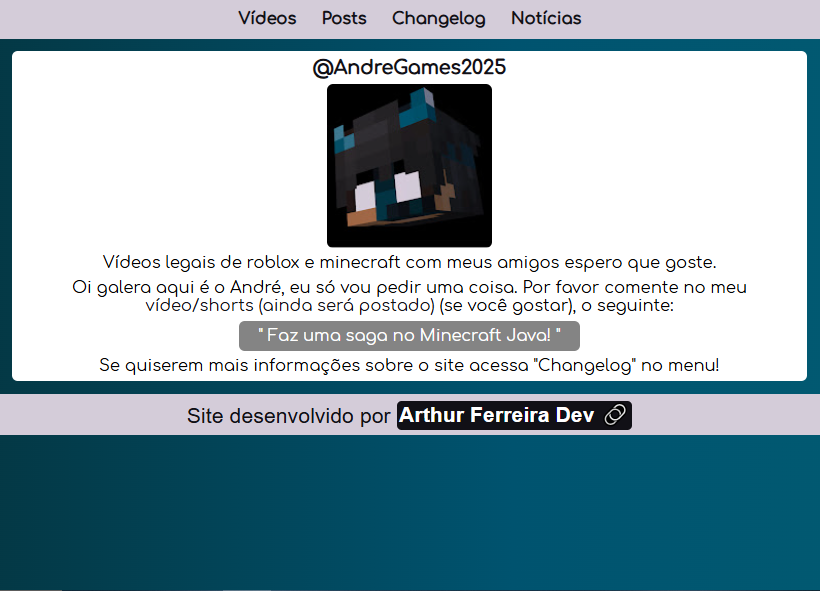 Vídeos Posts Changelog Notícias
@AndreGames2025
Vídeos legais de roblox e minecraft com meus amigos espero que goste.
Oi galera aqui é o André, eu só vou pedir uma coisa. Por favor comente no meu
vídeo/shorts (ainda será postado) (se você gostar), o seguinte:
" Faz uma saga no Minecraft Java! "
Se quiserem mais informações sobre o site acessa "Changelog" no menu!
Site desenvolvido por Arthur Ferreira Dev